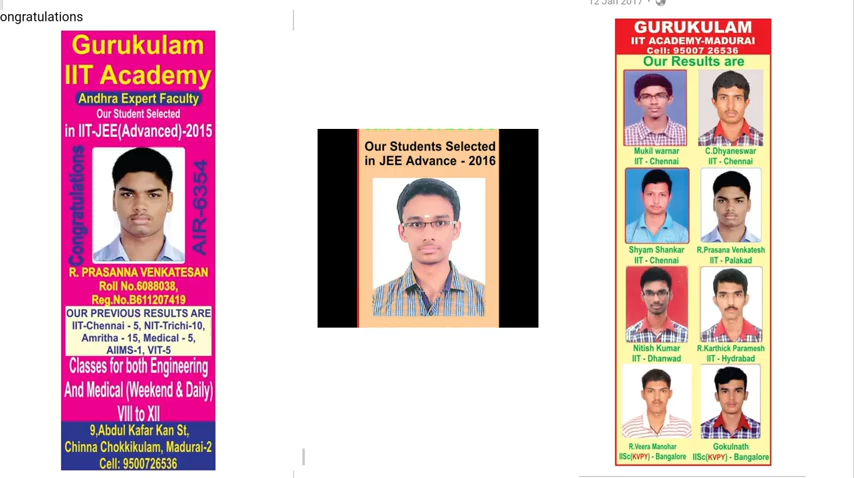 ongratulations
Gurukulam
IIT Academy
Andhra Expert Faculty
Our Student Selected
in IIT-JEE(Advanced)-2015
Congratulations
AIR-6354
R. PRASANNA VENKATESAN
Roll No.6088038,
Reg.No.B611207419
OUR PREVIOUS RESULTS ARE
IIT-Chennai - 5, NIT-Trichi-10,
Amritha - 15, Medical - 5,
AIIMS-1, VIT-5
Classes for both Engineering
And Medical (Weekend & Daily)
VIII to XII
9,Abdul Kafar Kan St,
Chinna Chokkikulam, Madurai-2
Cell: 9500726536
Our Students Selected
in JEE Advance - 2016
12 Jan 2017
GURUKULAM
IIT ACADEMY-MADURAI
Cell: 95007 26536
Our Results are
Mukil warnar
IIT - Chennai
C.Dhyaneswar
IIT - Chennai
Shyam Shankar
IIT - Chennai
R.Prasana Venkatesh
IIT - Palakad
Nitish Kumar
IIT - Dhanwad
R.Karthick Paramesh
IIT - Hydrabad
R.Veera Manohar
IISc(KVPY) - Bangalore
Gokulnath
IISc(KVPY) - Bangalore